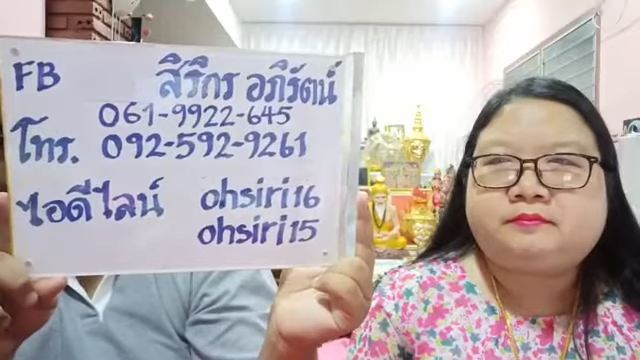 FB สิริกร อภิรัตน์
061-9922-645
โทร. 092-592-9261
ไอดีไลน์ ohsiri16
ohsiri15